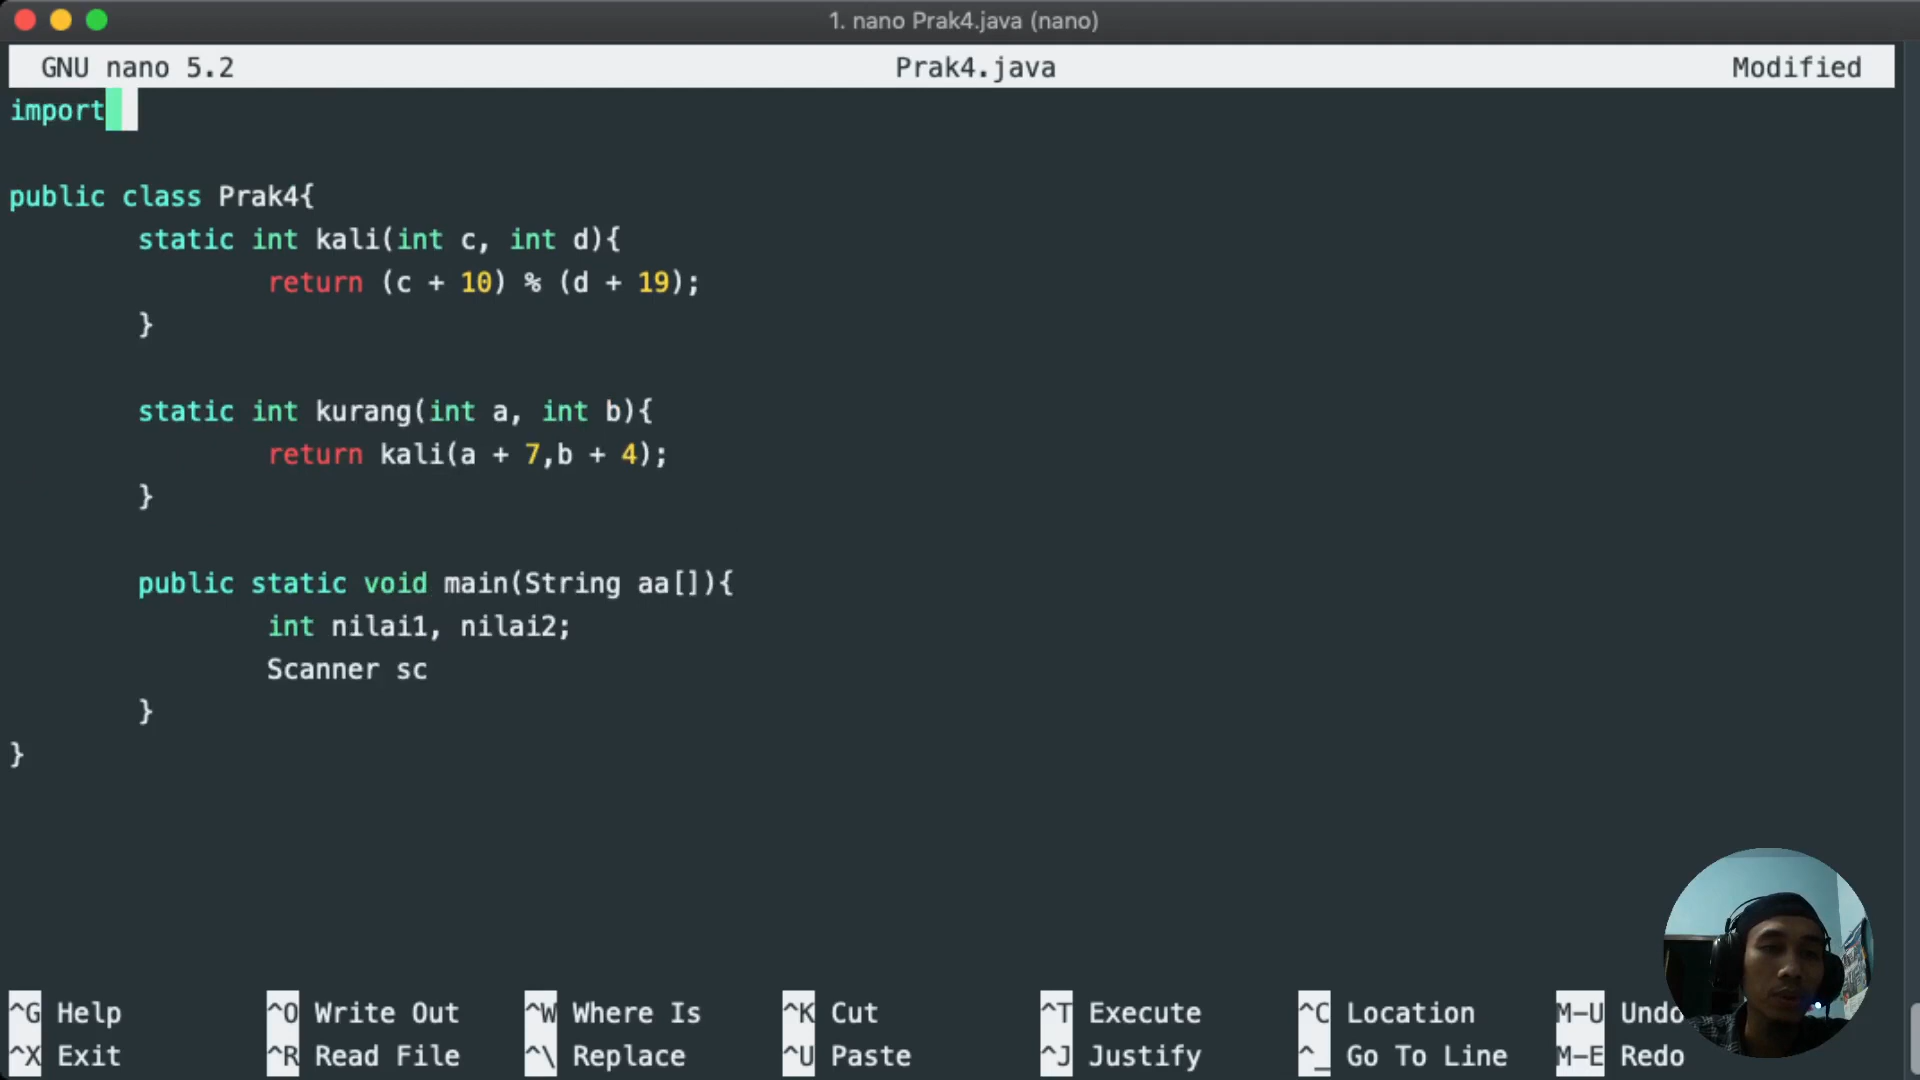 1. nano Prak4.java (nano)
GNU nano 5.2 Prak4.java Modified
import
public class Prak4{
static int kali(int c, int d){
return (c + 10) % (d + 19);
}
static int kurang(int a, int b){
return kali(a + 7,b + 4);
}
public static void main(String aa[]){
int nilai1, nilai2;
Scanner sc
}
}
^G Help ^O Write Out ^W Where Is ^K Cut ^T Execute ^C Location M-U Undo
^X Exit ^R Read File ^\ Replace ^U Paste ^J Justify ^_ Go To Line M-E Redo